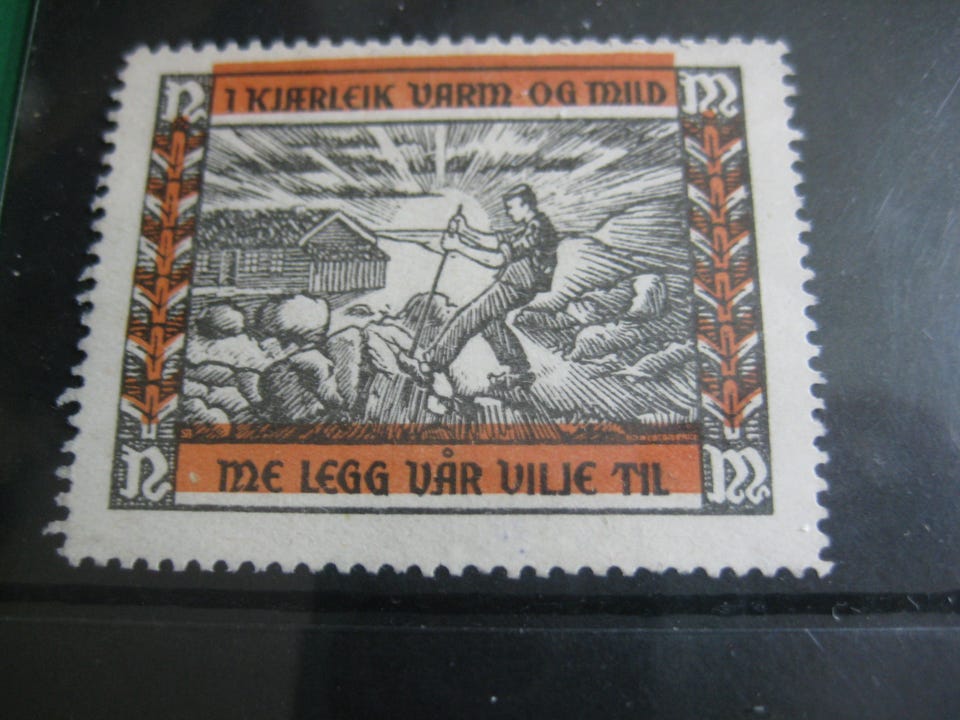 N I KJÆRLEIK VARM OG MILD M
N ME LEGG VÅR VILJE TIL M